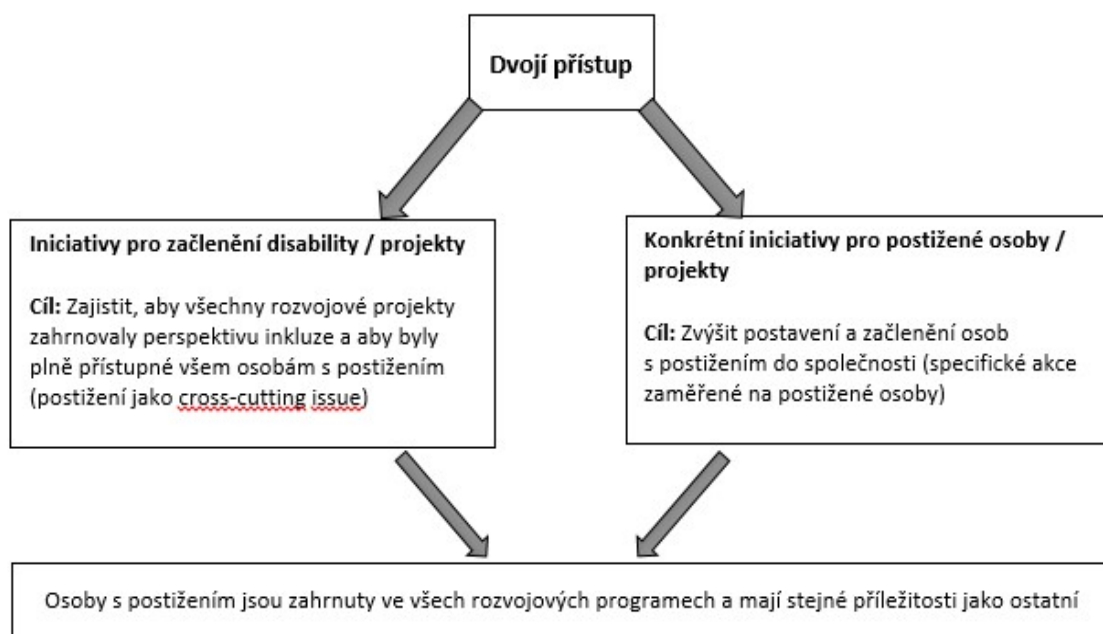 Dvojí přístup
Iniciativy pro začlenění disability / projekty
Cíl: Zajistit, aby všechny rozvojové projekty
zahrnovaly perspektivu inkluze a aby byly
plně přístupné všem osobám s postižením
(postižení jako cross-cutting issue)
Konkrétní iniciativy pro postižené osoby /
projekty
Cíl: Zvýšit postavení a začlenění osob
s postižením do společnosti (specifické akce
zaměřené na postižené osoby)
Osoby s postižením jsou zahrnuty ve všech rozvojových programech a mají stejné příležitosti jako ostatní